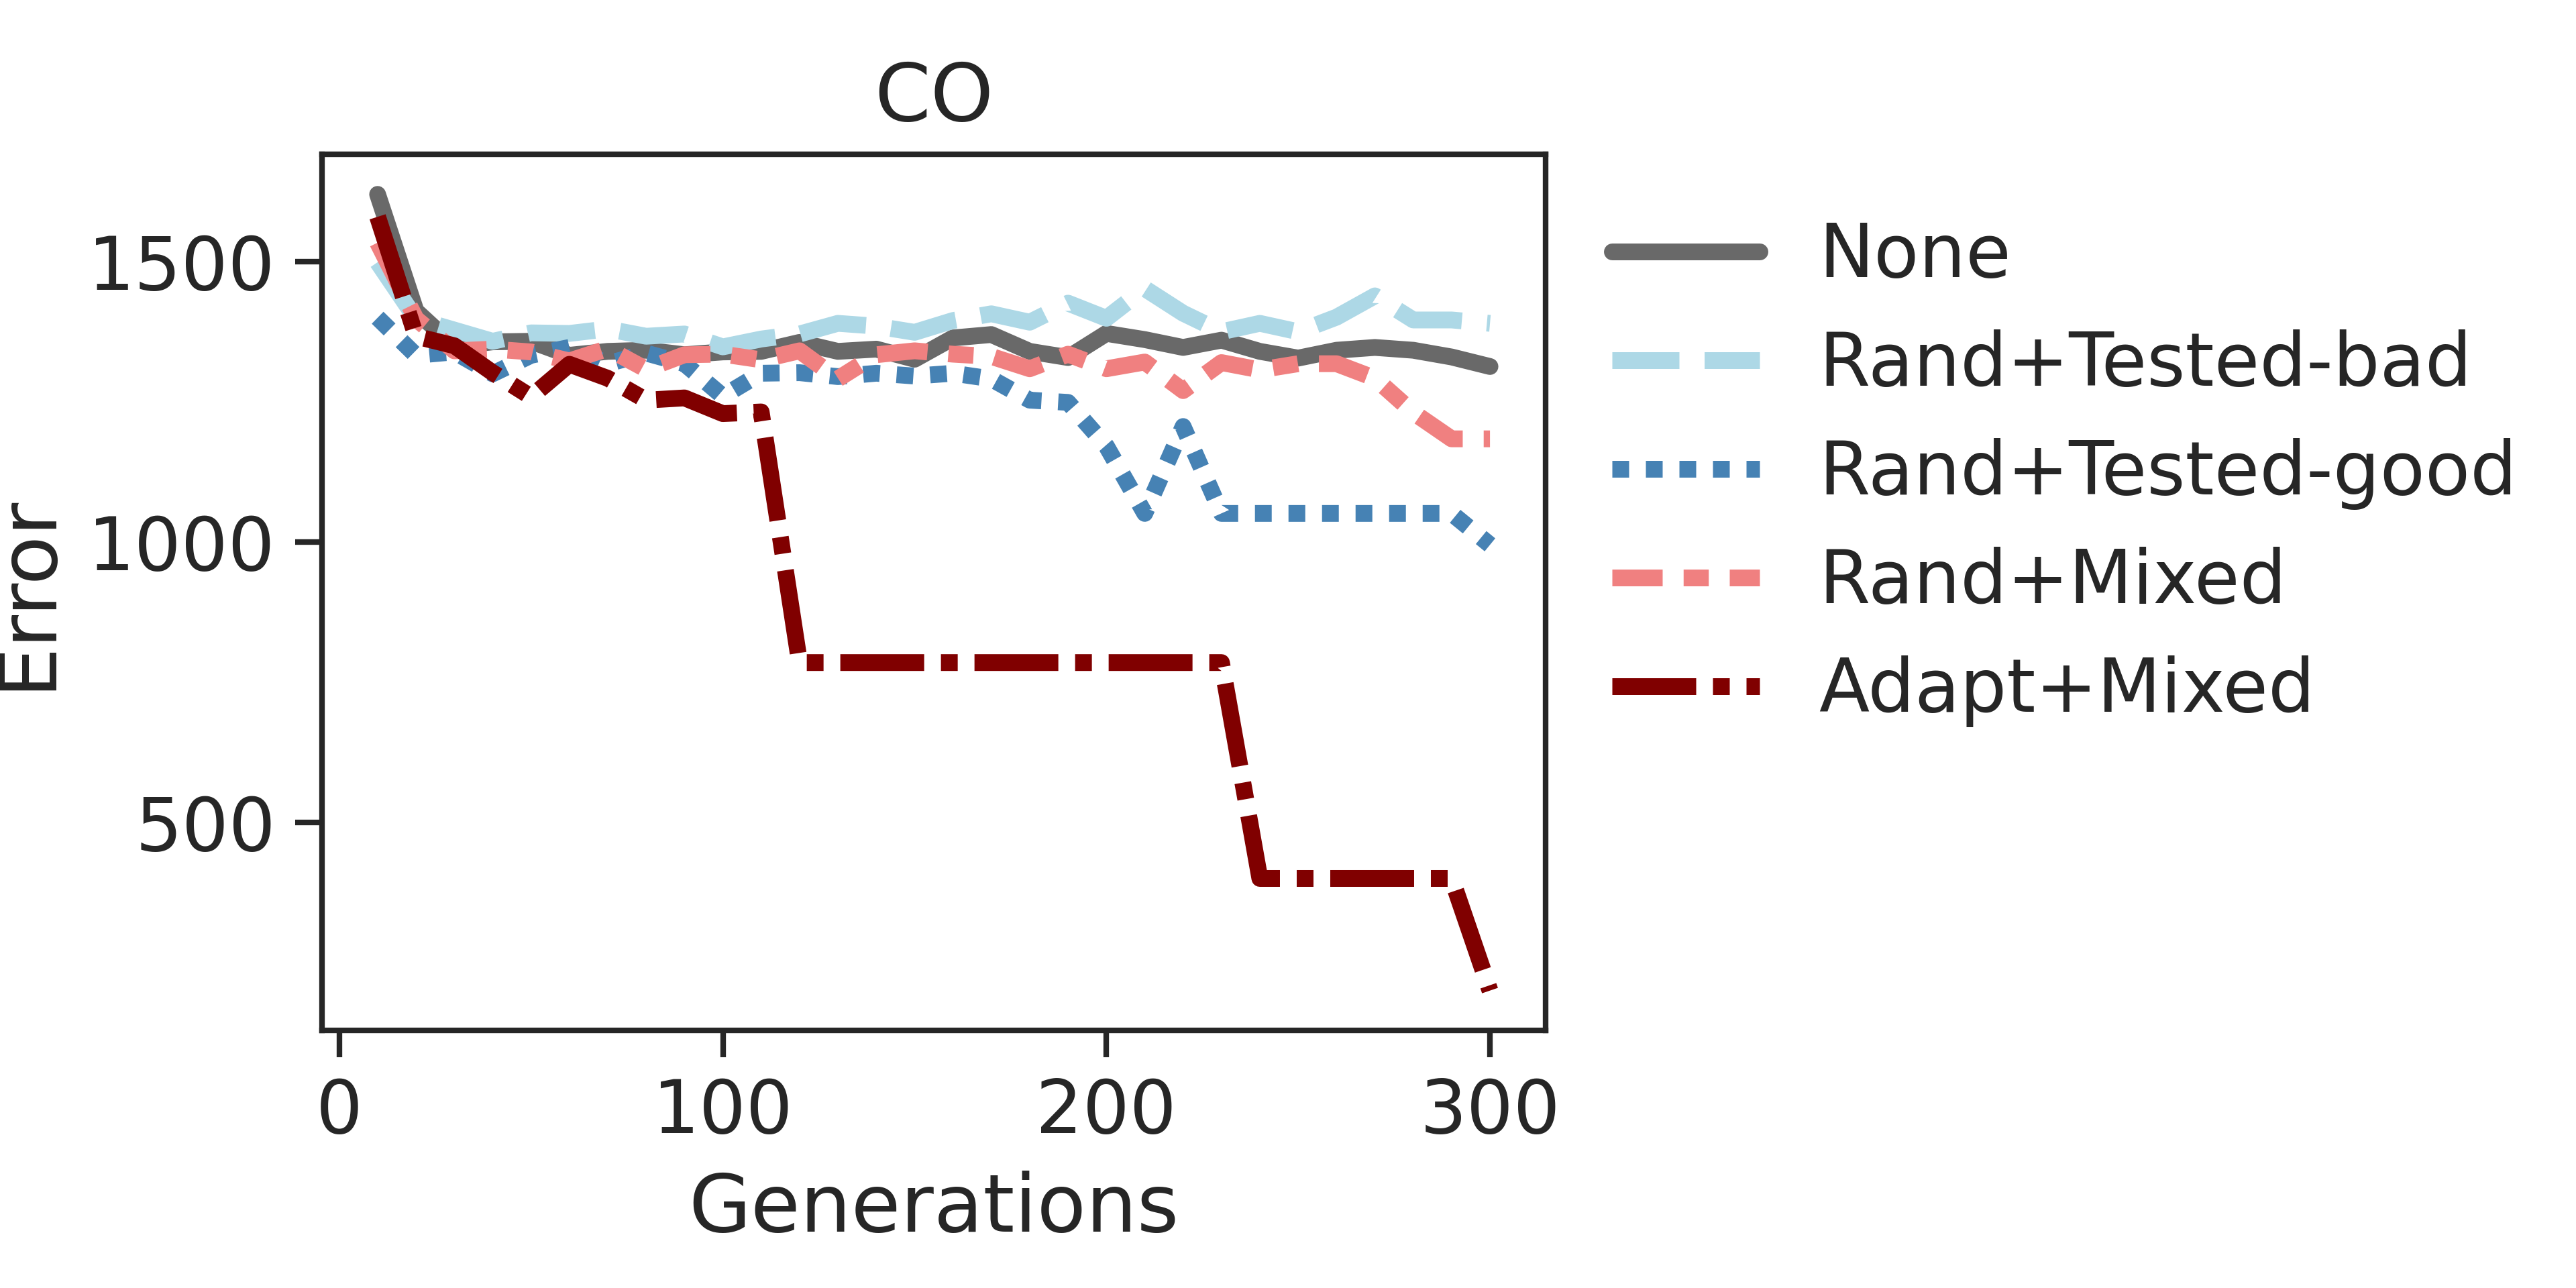 CO
Error
1500
1000
500
0 100 200 300
Generations
None
Rand+Tested-bad
Rand+Tested-good
Rand+Mixed
Adapt+Mixed